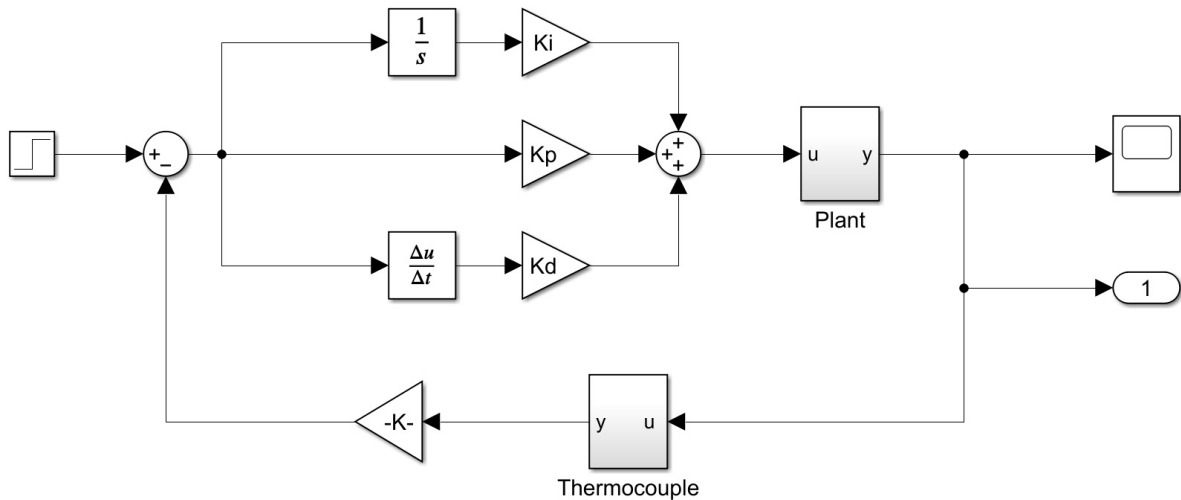 1
s
Ki
+
−
Kp
+
+
+
u
y
Plant
Δu
Δt
Kd
1
-K-
y
u
Thermocouple